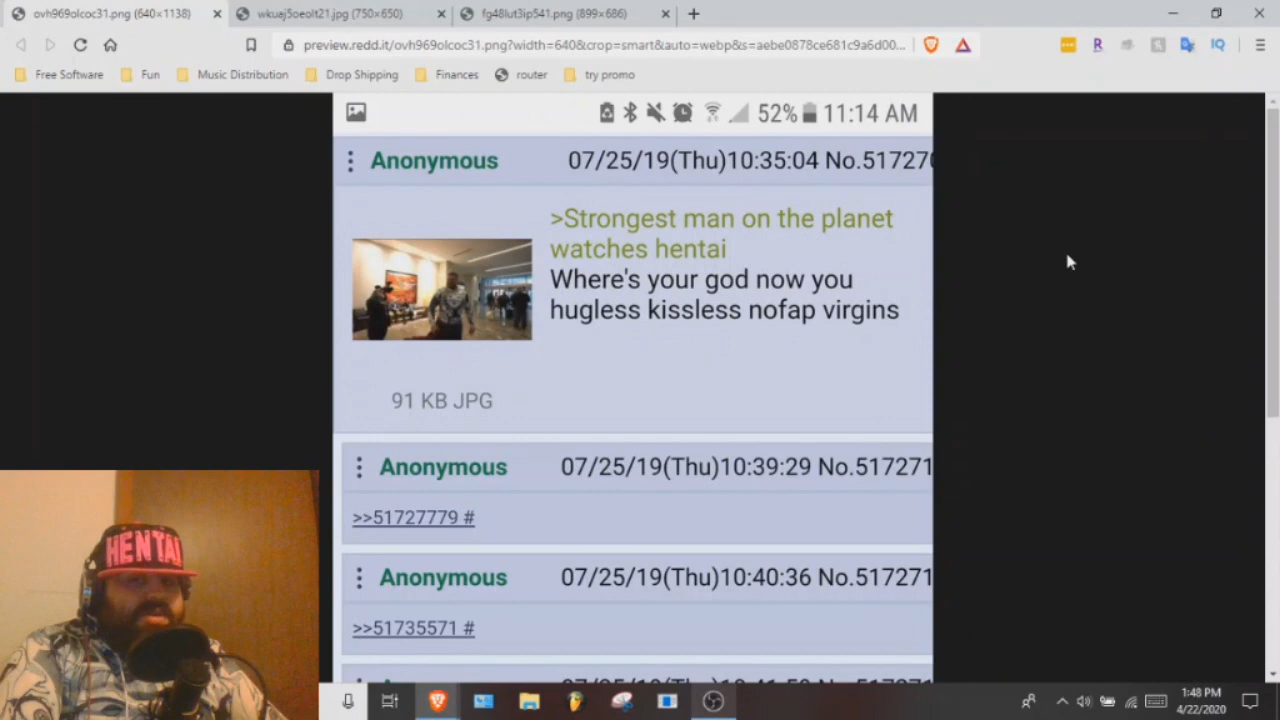 ovh969olcoc31.png (640×1138)
wkuaj5oeolt21.jpg (750×650)
fg48lut3ip541.png (899×686)
preview.redd.it/ovh969olcoc31.png?width=640&crop=smart&auto=webp&s=aebe0878ce681c9a6d00...
Free Software
Fun
Music Distribution
Drop Shipping
Finances
router
try promo
52% 11:14 AM
Anonymous 07/25/19(Thu)10:35:04 No.517270
>Strongest man on the planet
watches hentai
Where's your god now you
hugless kissless nofap virgins
91 KB JPG
Anonymous 07/25/19(Thu)10:39:29 No.517271
>>51727779 #
Anonymous 07/25/19(Thu)10:40:36 No.517271
>>51735571 #
HENTAI
1:48 PM
4/22/2020